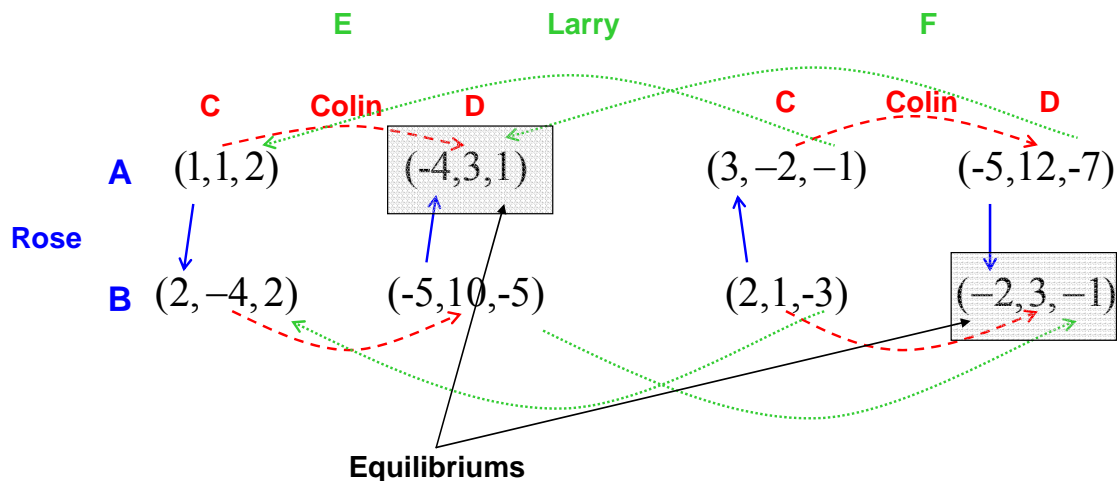 E Larry F
C Colin D C Colin D
A (1,1,2) (-4,3,1) (3,−2,−1) (-5,12,-7)
Rose
B (2,−4,2) (-5,10,-5) (2,1,-3) (−2,3,−1)
Equilibriums